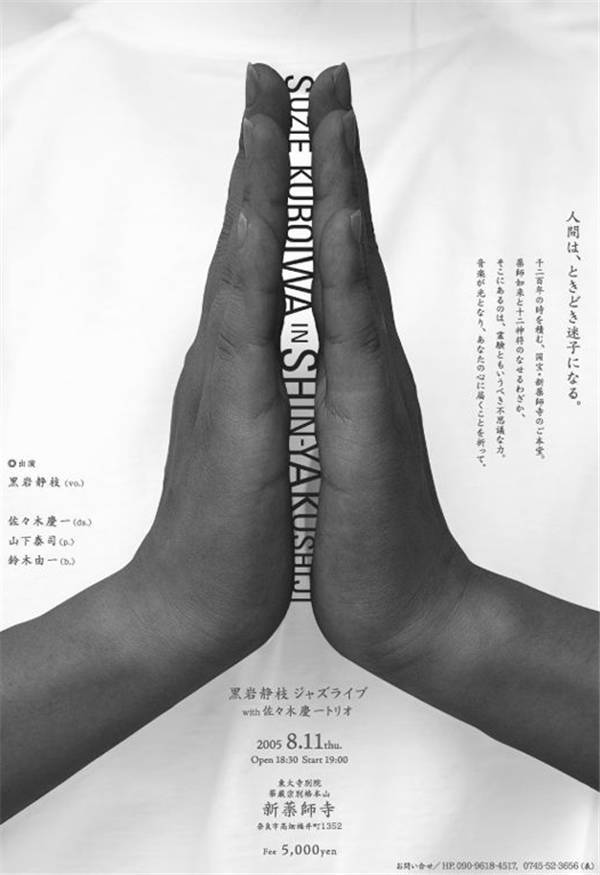 SUZIE KUROIWA IN SHIN-YAKUSHIJI
人間は、ときどき迷子になる。
千二百年の時を積む、国宝・新薬師寺のご本堂。
薬師如来と十二神将のなせるわざか、
そこにあるのは、霊験ともいうべき不思議な力。
音楽が光となり、あなたの心に届くことを祈って。
出演
黒岩静枝(vo.)
佐々木慶一(ds.)
山下泰司(p.)
鈴木由一(b.)
黒岩静枝 ジャズライブ
with 佐々木慶一トリオ
2005 8.11thu.
Open 18:30 Start 19:00
東大寺別院
華厳宗別格本山
新薬師寺
奈良市高畑福井町1352
Fee 5,000yen
お問い合せ／HP. 090-9618-4517, 0745-52-3656 (夜)